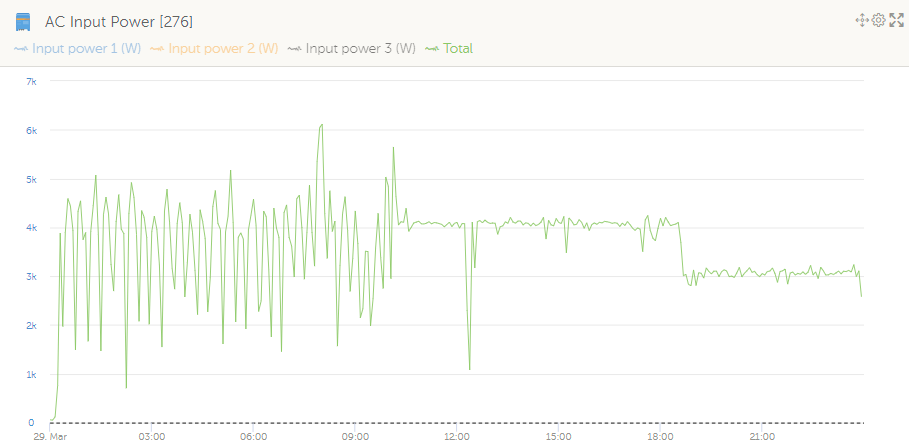 AC Input Power [276]
Input power 1 (W) Input power 2 (W) Input power 3 (W) Total
7k
6k
5k
4k
3k
2k
1k
0
29. Mar 03:00 06:00 09:00 12:00 15:00 18:00 21:00